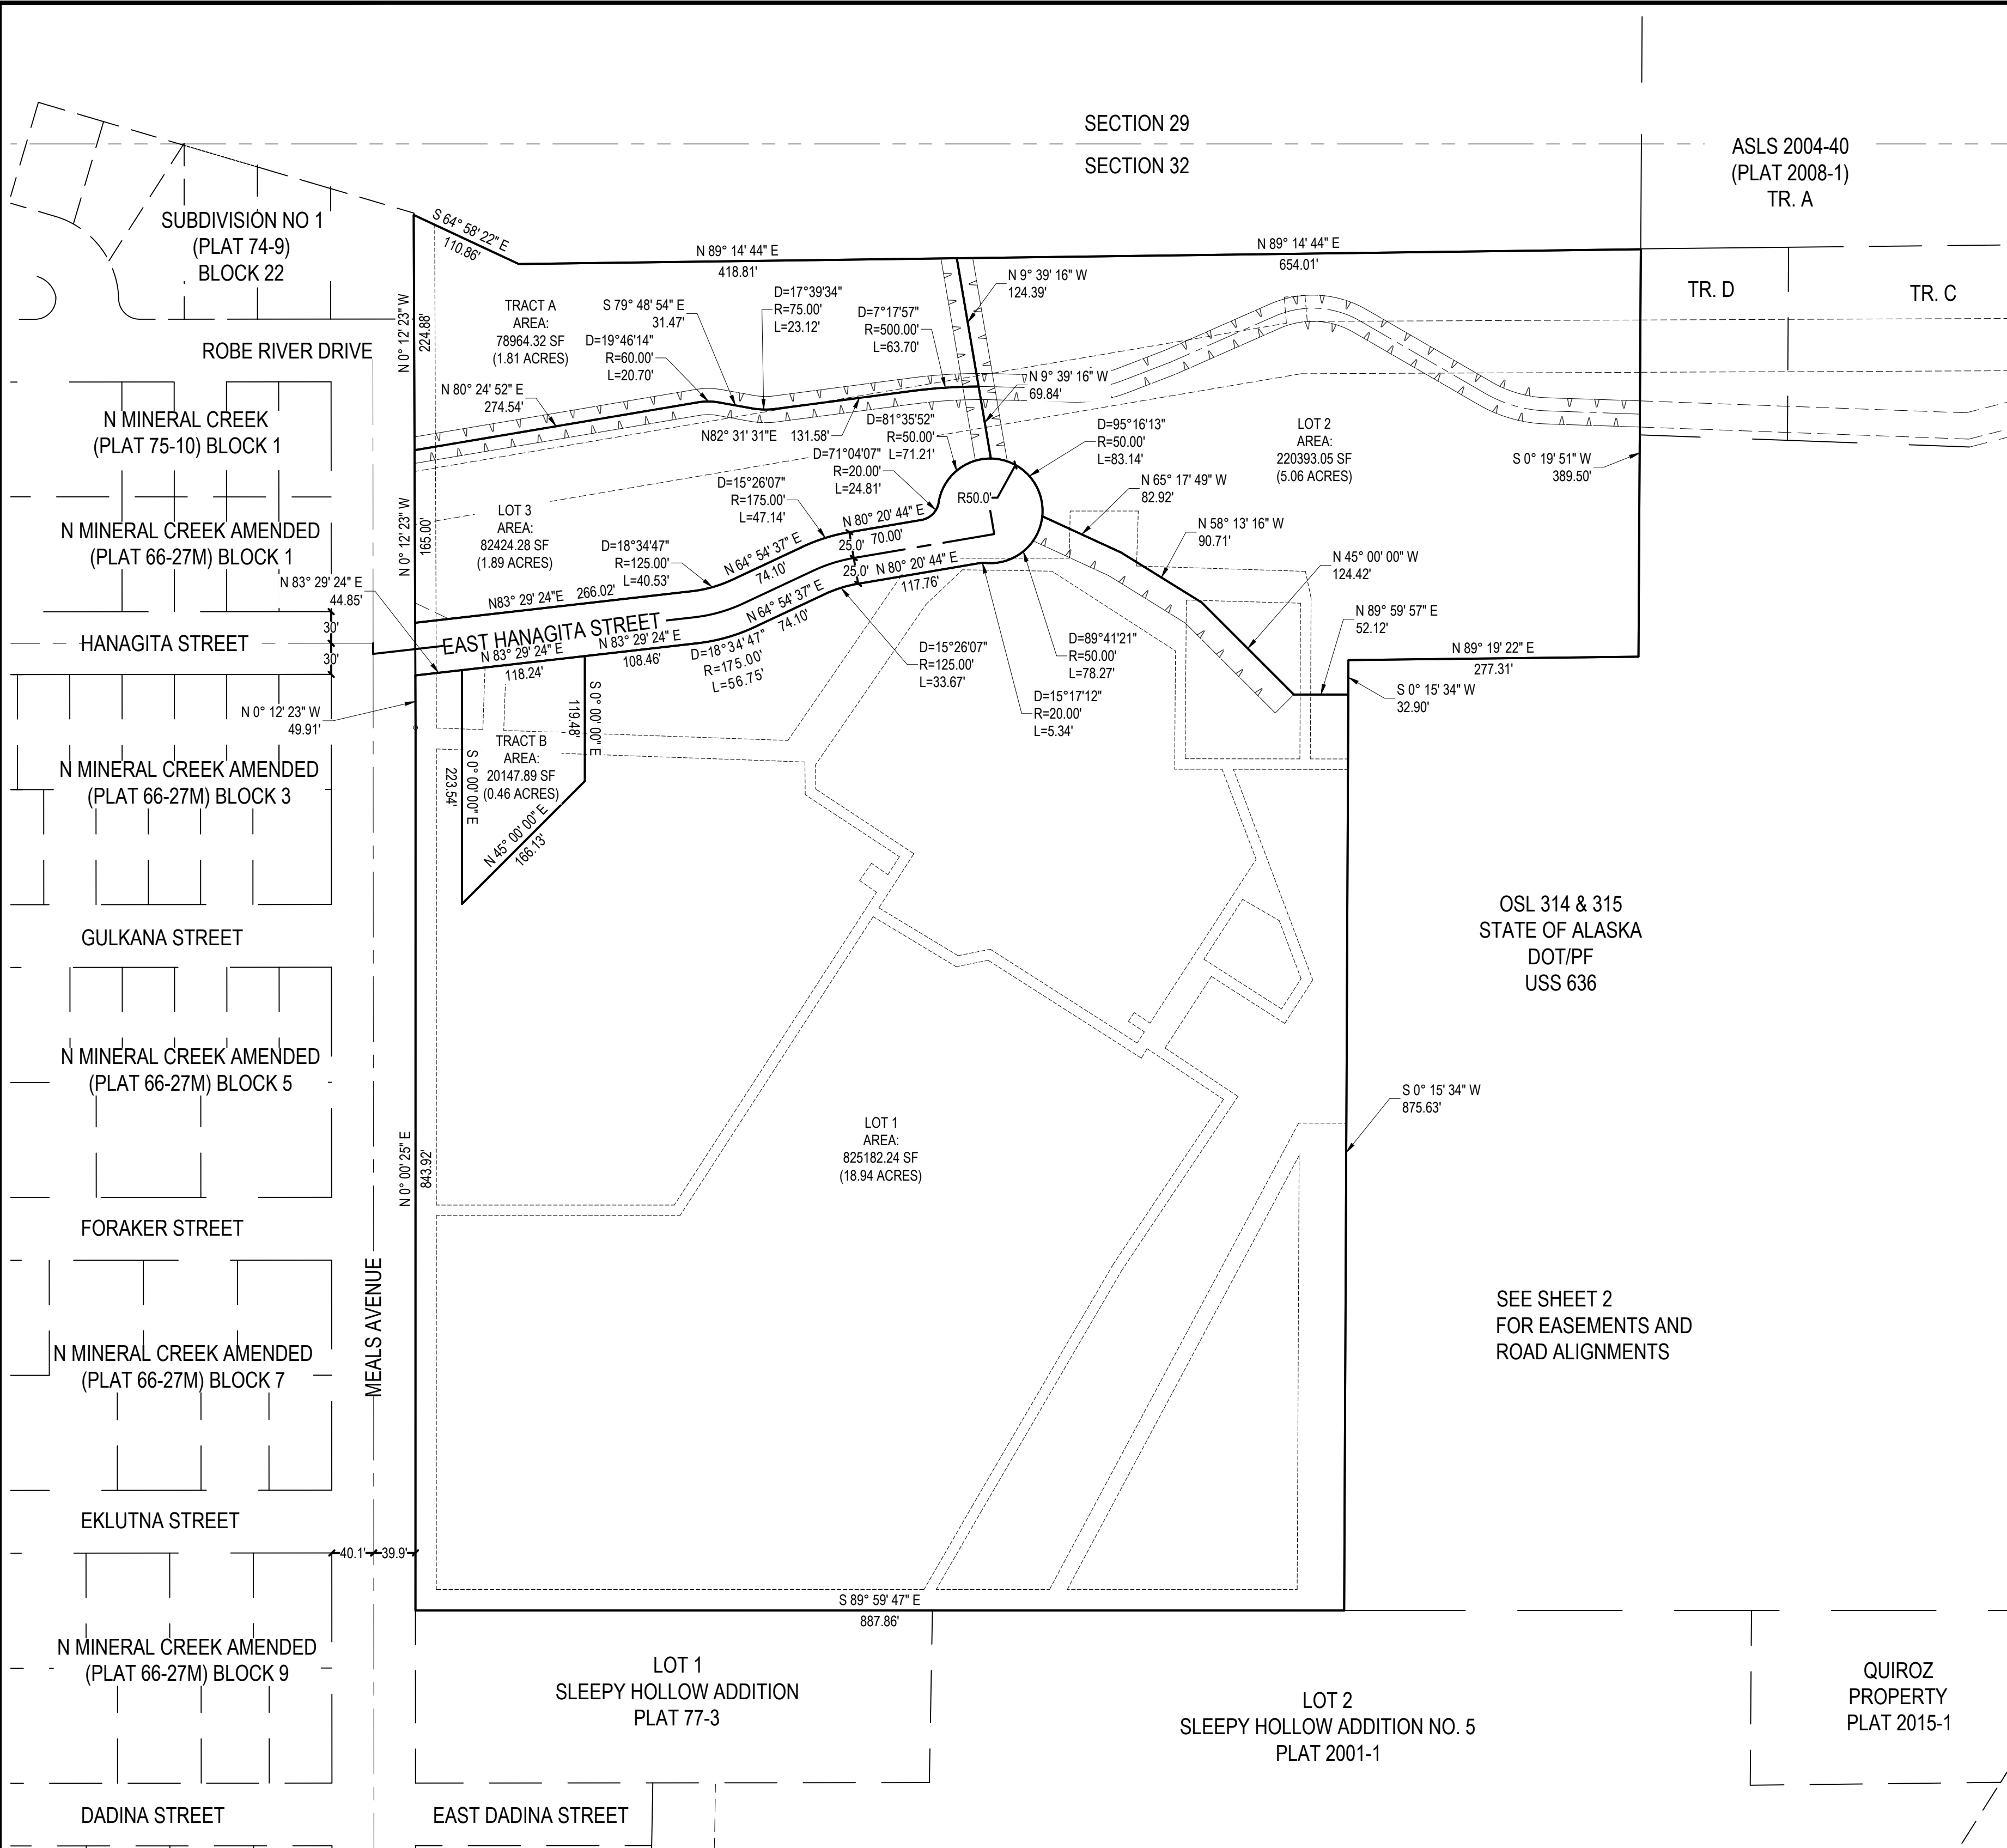 SECTION 29
SECTION 32
ASLS 2004-40
(PLAT 2008-1)
TR. A
SUBDIVISION NO 1
(PLAT 74-9)
BLOCK 22
S 64° 58' 22" E
110.86'
N 89° 14' 44" E
418.81'
N 89° 14' 44" E
654.01'
TR. D
TR. C
N 0° 12' 23" W
224.88'
TRACT A
AREA:
78964.32 SF
(1.81 ACRES)
S 79° 48' 54" E
31.47'
D=17°39'34"
R=75.00'
L=23.12'
D=7°17'57"
R=500.00'
L=63.70'
N 9° 39' 16" W
124.39'
D=19°46'14"
R=60.00'
L=20.70'
ROBE RIVER DRIVE
N 80° 24' 52" E
274.54'
N 9° 39' 16" W
69.84'
N MINERAL CREEK
(PLAT 75-10) BLOCK 1
N82° 31' 31"E 131.58'
D=81°35'52"
R=50.00'
L=71.21'
D=95°16'13"
R=50.00'
L=83.14'
LOT 2
AREA:
220393.05 SF
(5.06 ACRES)
S 0° 19' 51" W
389.50'
D=71°04'07"
R=20.00'
L=24.81'
D=15°26'07"
R=175.00'
L=47.14'
N 65° 17' 49" W
82.92'
R50.0'
N 0° 12' 23" W
165.00'
LOT 3
AREA:
82424.28 SF
(1.89 ACRES)
N MINERAL CREEK AMENDED
(PLAT 66-27M) BLOCK 1
N 80° 20' 44" E
70.00'
25.0'
25.0'
N 80° 20' 44" E
117.76'
N 58° 13' 16" W
90.71'
D=18°34'47"
R=125.00'
L=40.53'
N 64° 54' 37" E
74.10'
N 45° 00' 00" W
124.42'
N 83° 29' 24" E
44.85'
N83° 29' 24"E 266.02'
N 64° 54' 37" E
74.10'
N 89° 59' 57" E
52.12'
30'
HANAGITA STREET
30'
EAST HANAGITA STREET
N 83° 29' 24" E
118.24'
N 83° 29' 24" E
108.46'
D=18°34'47"
R=175.00'
L=56.75'
D=15°26'07"
R=125.00'
L=33.67'
D=89°41'21"
R=50.00'
L=78.27'
N 89° 19' 22" E
277.31'
S 0° 15' 34" W
32.90'
D=15°17'12"
R=20.00'
L=5.34'
N 0° 12' 23" W
49.91'
S 0° 00' 00" E
119.48'
TRACT B
AREA:
20147.89 SF
(0.46 ACRES)
S 0° 00' 00" E
223.54'
N 45° 00' 00" E
166.13'
N MINERAL CREEK AMENDED
(PLAT 66-27M) BLOCK 3
GULKANA STREET
OSL 314 & 315
STATE OF ALASKA
DOT/PF
USS 636
N MINERAL CREEK AMENDED
(PLAT 66-27M) BLOCK 5
S 0° 15' 34" W
875.63'
LOT 1
AREA:
825182.24 SF
(18.94 ACRES)
N 0° 00' 25" E
843.92'
FORAKER STREET
MEALS AVENUE
SEE SHEET 2
FOR EASEMENTS AND
ROAD ALIGNMENTS
N MINERAL CREEK AMENDED
(PLAT 66-27M) BLOCK 7
EKLUTNA STREET
40.1'
39.9'
S 89° 59' 47" E
887.86'
N MINERAL CREEK AMENDED
(PLAT 66-27M) BLOCK 9
LOT 1
SLEEPY HOLLOW ADDITION
PLAT 77-3
LOT 2
SLEEPY HOLLOW ADDITION NO. 5
PLAT 2001-1
QUIROZ
PROPERTY
PLAT 2015-1
DADINA STREET
EAST DADINA STREET